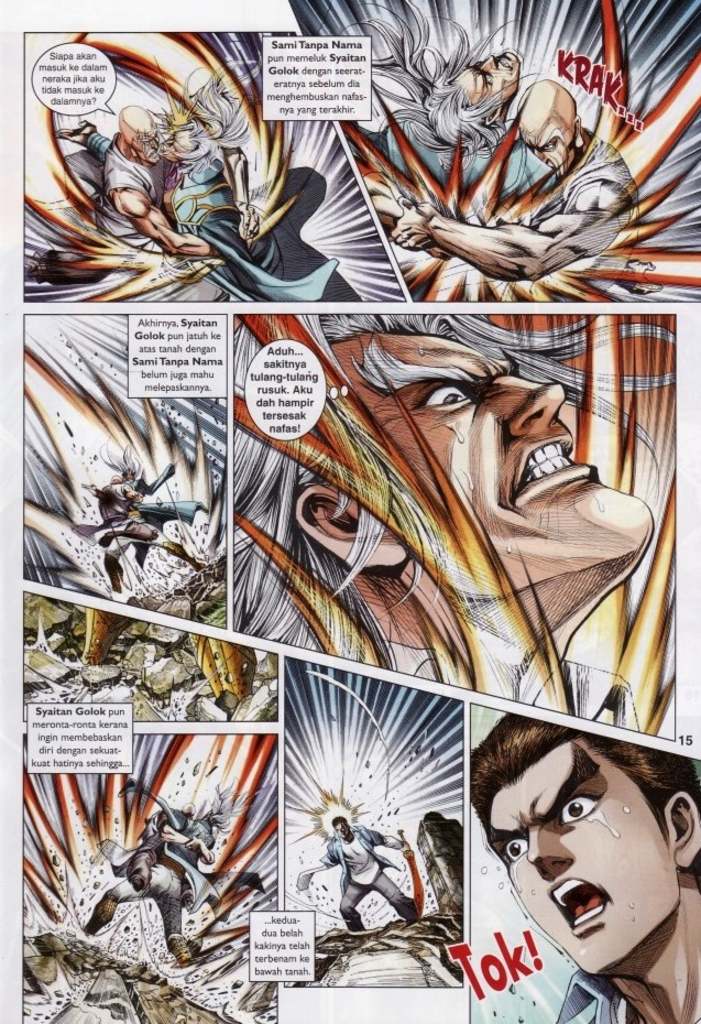 Siapa akan
masuk ke dalam
neraka jika aku
tidak masuk ke
dalamnya?
Sami Tanpa Nama
pun memeluk Syaitan
Golok dengan seerat-
eratnya sebelum dia
menghembuskan nafas-
nya yang terakhir.
KRAK...
Akhirnya, Syaitan
Golok pun jatuh ke
atas tanah dengan
Sami Tanpa Nama
belum juga mahu
melepaskannya.
Aduh...
sakitnya
tulang-tulang
rusuk. Aku
dah hampir
tersesak
nafas!
15
Syaitan Golok pun
meronta-ronta kerana
ingin membebaskan
diri dengan sekuat-
kuat hatinya sehingga...
...kedua-
dua belah
kakinya telah
terbenam ke
bawah tanah.
Tok!